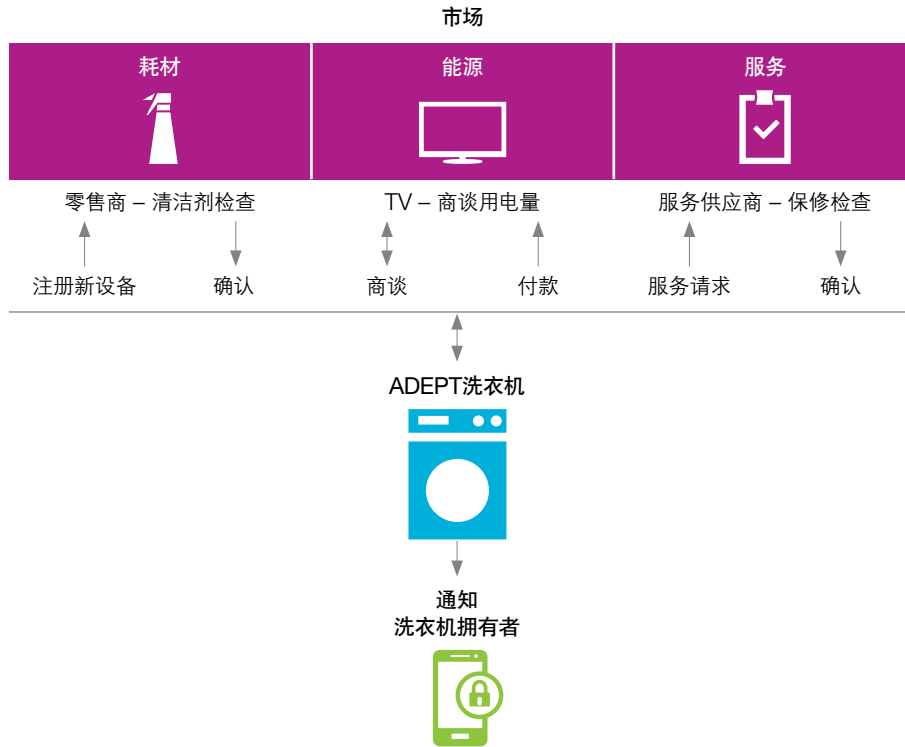 市场
耗材 能源 服务
零售商 – 清洁剂检查 TV – 商谈用电量 服务供应商 – 保修检查
注册新设备 确认 商谈 付款 服务请求 确认
ADEPT洗衣机
通知
洗衣机拥有者